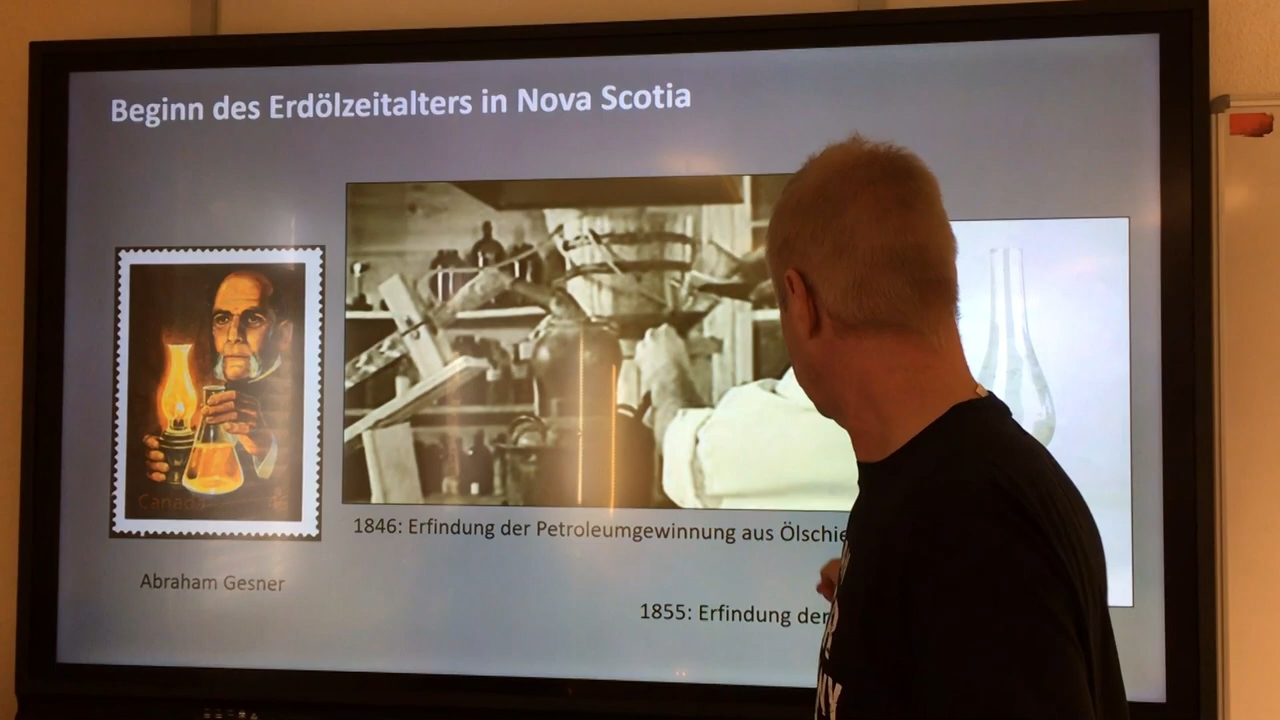 Beginn des Erdölzeitalters in Nova Scotia
Canada
1846: Erfindung der Petroleumgewinnung aus Ölschie
Abraham Gesner
1855: Erfindung der